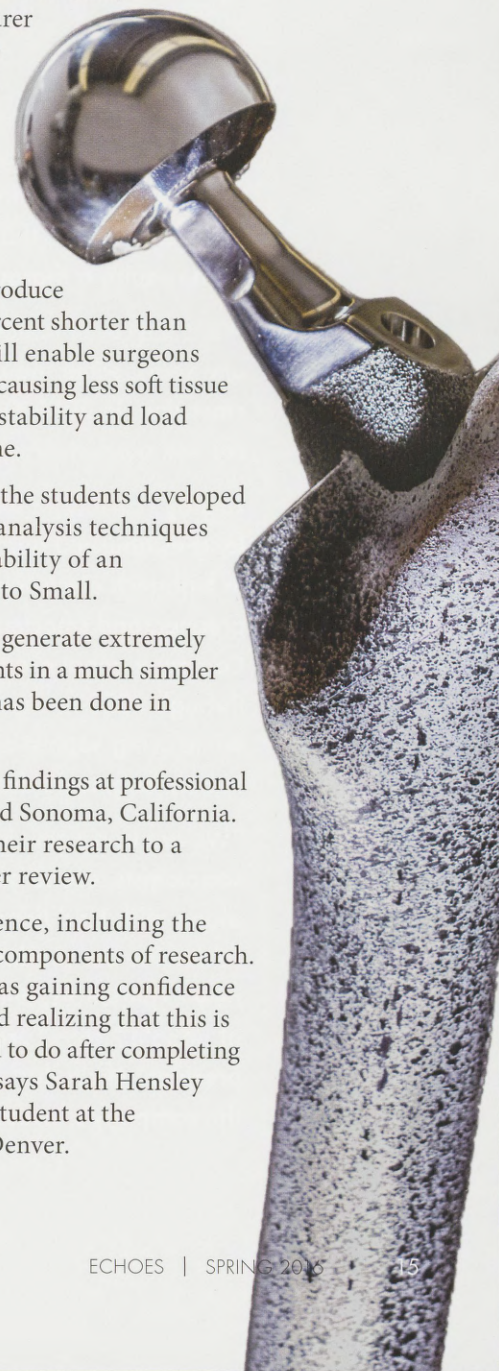 urer
oduce
rcent shorter than
ill enable surgeons
causing less soft tissue
stability and load
ne.
the students developed
analysis techniques
ability of an
to Small.
generate extremely
nts in a much simpler
has been done in
findings at professional
d Sonoma, California.
heir research to a
er review.
ence, including the
components of research.
as gaining confidence
d realizing that this is
to do after completing
says Sarah Hensley
student at the
Denver.
ECHOES | SPRING 2016 15